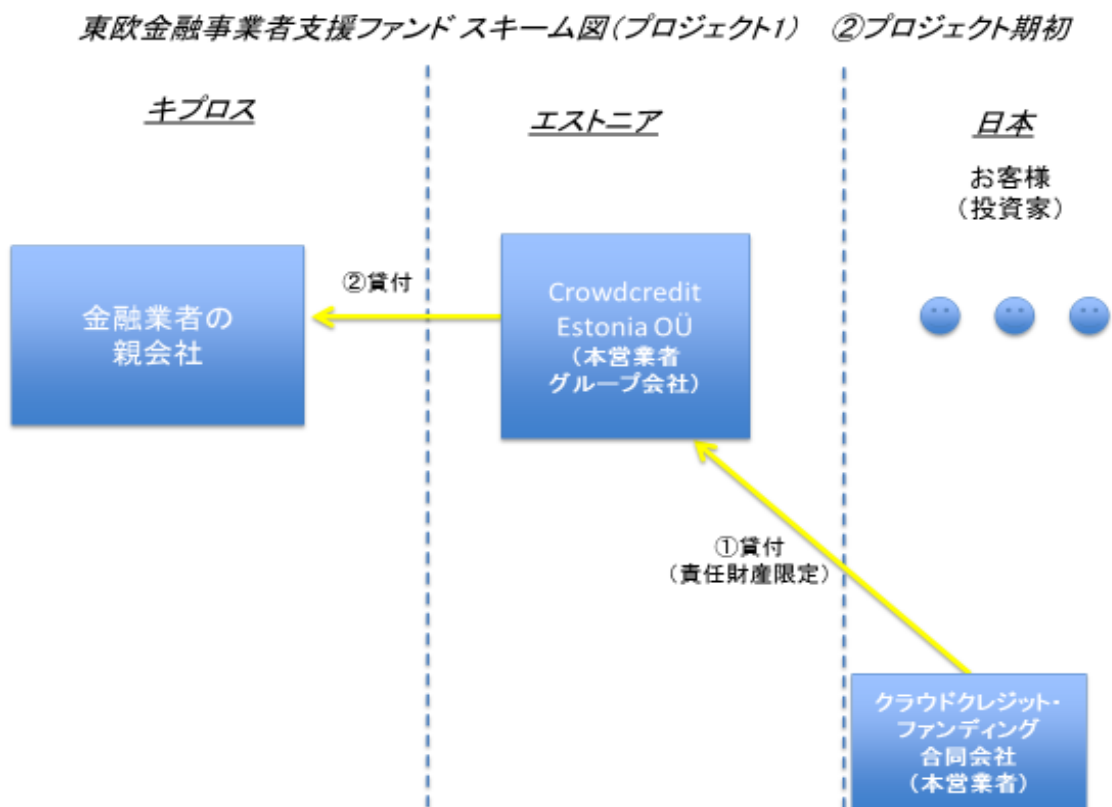 東欧金融事業者支援ファンド スキーム図(プロジェクト1) ②プロジェクト期初
キプロス
エストニア
日本
お客様
(投資家)
金融業者の
親会社
②貸付
Crowdcredit
Estonia OÜ
(本営業者
グループ会社)
①貸付
(責任財産限定)
クラウドクレジット・
ファンディング
合同会社
(本営業者)